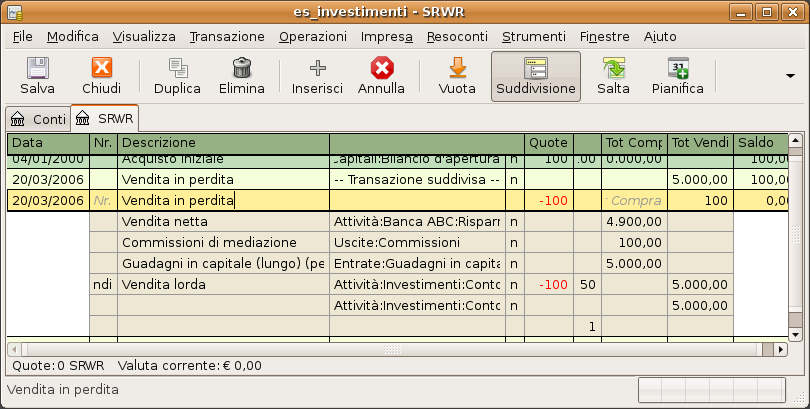 es_investimenti - SRWR
File Modifica Visualizza Transazione Operazioni Impresa Resoconti Strumenti Finestre Aiuto
Salva Chiudi Duplica Elimina Inserisci Annulla Vuota Suddivisione Salta Pianifica
Conti SRWR
Data Nr. Descrizione Quote Tot Comp Tot Vendi Saldo
04/01/2000 Acquisto iniziale Capitali:Bilancio d'apertura n 100 .00 0.000,00 100,0
20/03/2006 Vendita in perdita -- Transazione suddivisa -- n 5.000,00 100,00
20/03/2006 Nr. Vendita in perdita -100 Compra 100 0,00
Vendita netta Attività:Banca ABC:Risparr n 4.900,00
Commissioni di mediazione Uscite:Commissioni n 100,00
Guadagni in capitale (lungo) (pe Entrate:Guadagni in capita n 5.000,00
ndi Vendita lorda Attività:Investimenti:Conto n -100 50 5.000,00
Attività:Investimenti:Conto n 5.000,00
1
Quote:0 SRWR Valuta corrente:€ 0,00
Vendita in perdita